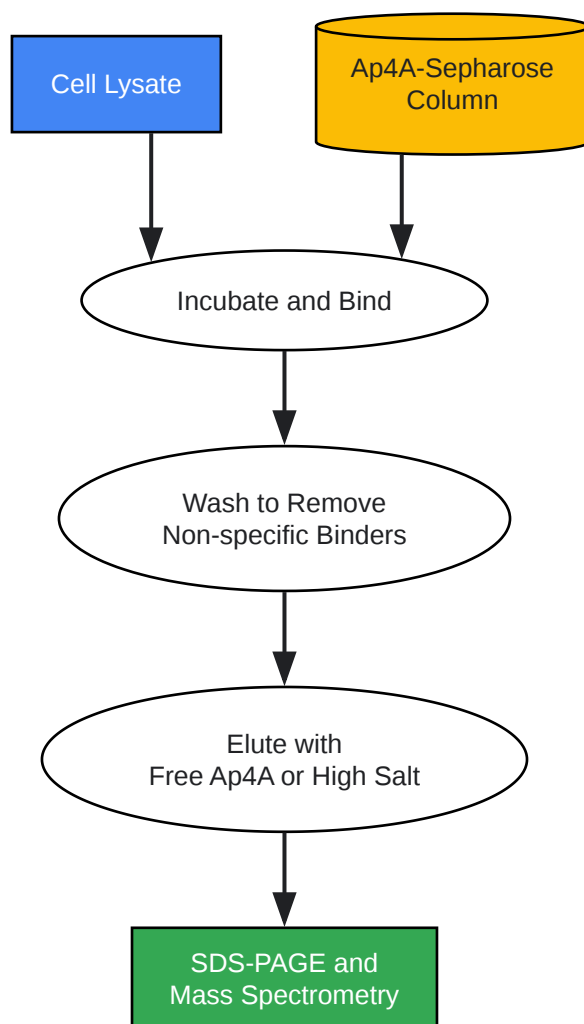 Cell Lysate
Ap4A-Sepharose
Column
Incubate and Bind
Wash to Remove
Non-specific Binders
Elute with
Free Ap4A or High Salt
SDS-PAGE and
Mass Spectrometry